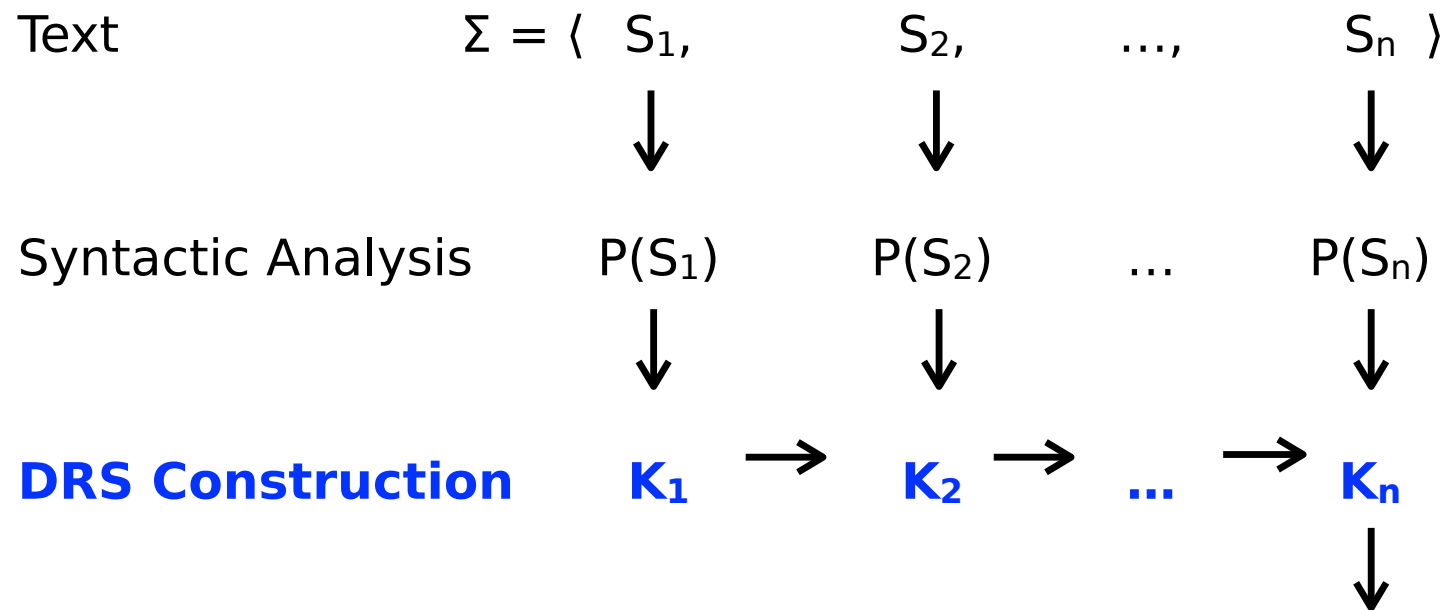 Text Σ = ⟨ S₁, S₂, …, Sₙ ⟩
Syntactic Analysis P(S₁) P(S₂) … P(Sₙ)
DRS Construction K₁ K₂ … Kₙ